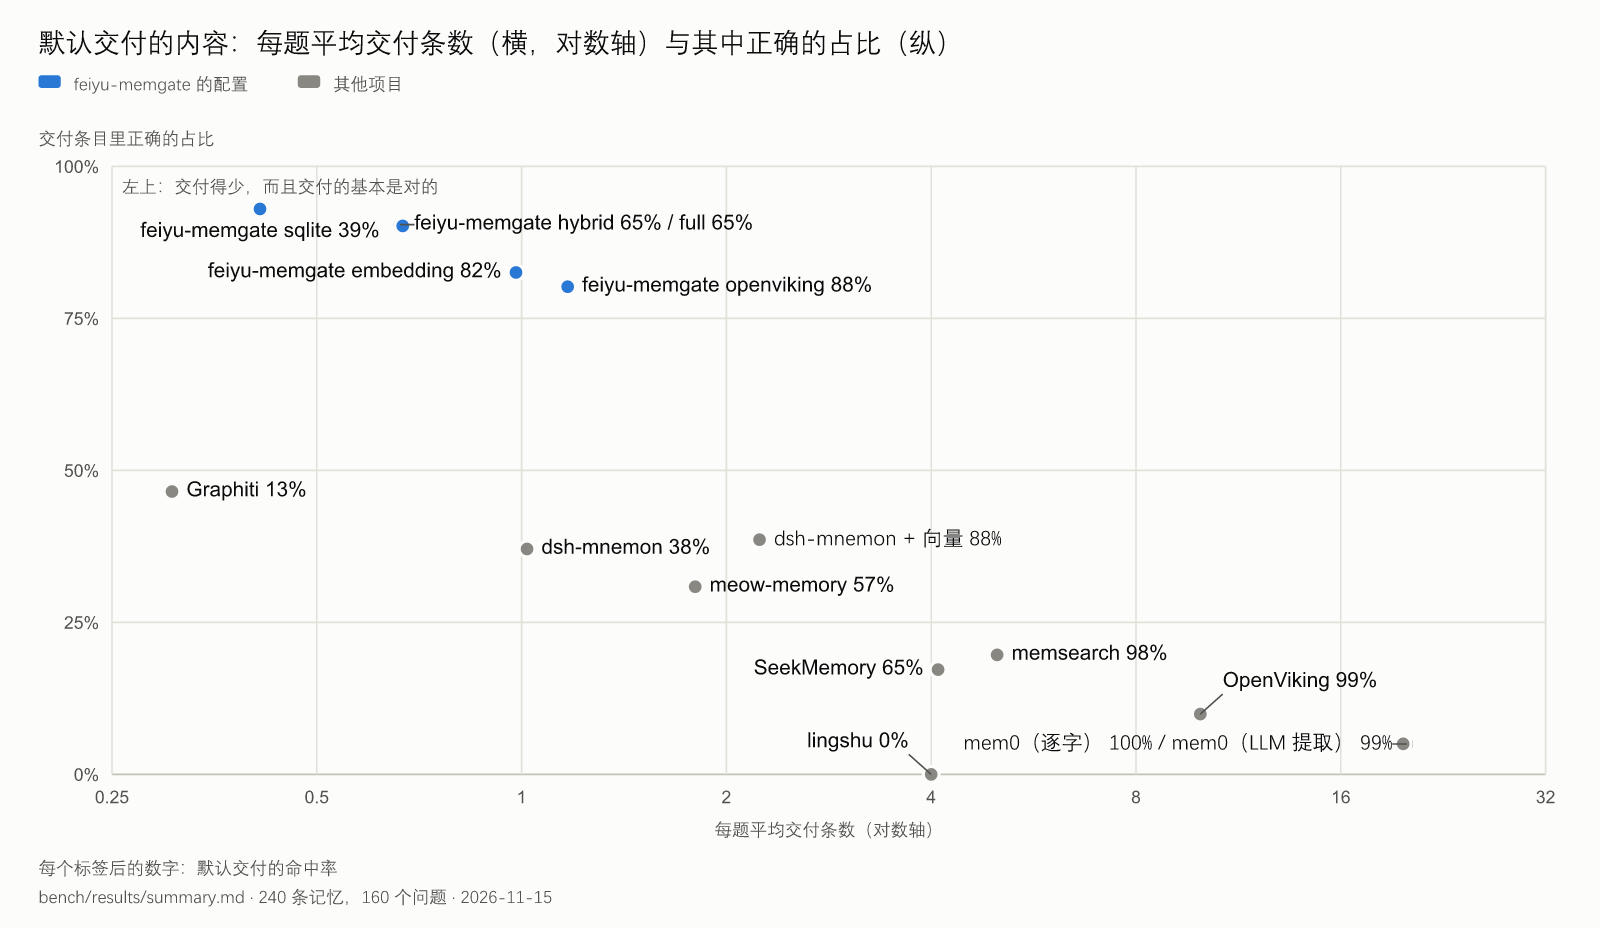 默认交付的内容：每题平均交付条数（横，对数轴）与其中正确的占比（纵）
feiyu-memgate 的配置
其他项目
交付条目里正确的占比
100%
左上：交付得少，而且交付的基本是对的
feiyu-memgate sqlite 39%
feiyu-memgate hybrid 65% / full 65%
feiyu-memgate embedding 82%
feiyu-memgate openviking 88%
75%
50%
Graphiti 13%
dsh-mnemon 38%
dsh-mnemon + 向量 88%
meow-memory 57%
25%
SeekMemory 65%
memsearch 98%
OpenViking 99%
lingshu 0%
mem0（逐字） 100% / mem0（LLM 提取） 99%
0%
0.25 0.5 1 2 4 8 16 32
每题平均交付条数（对数轴）
每个标签后的数字：默认交付的命中率
bench/results/summary.md · 240 条记忆，160 个问题 · 2026-11-15